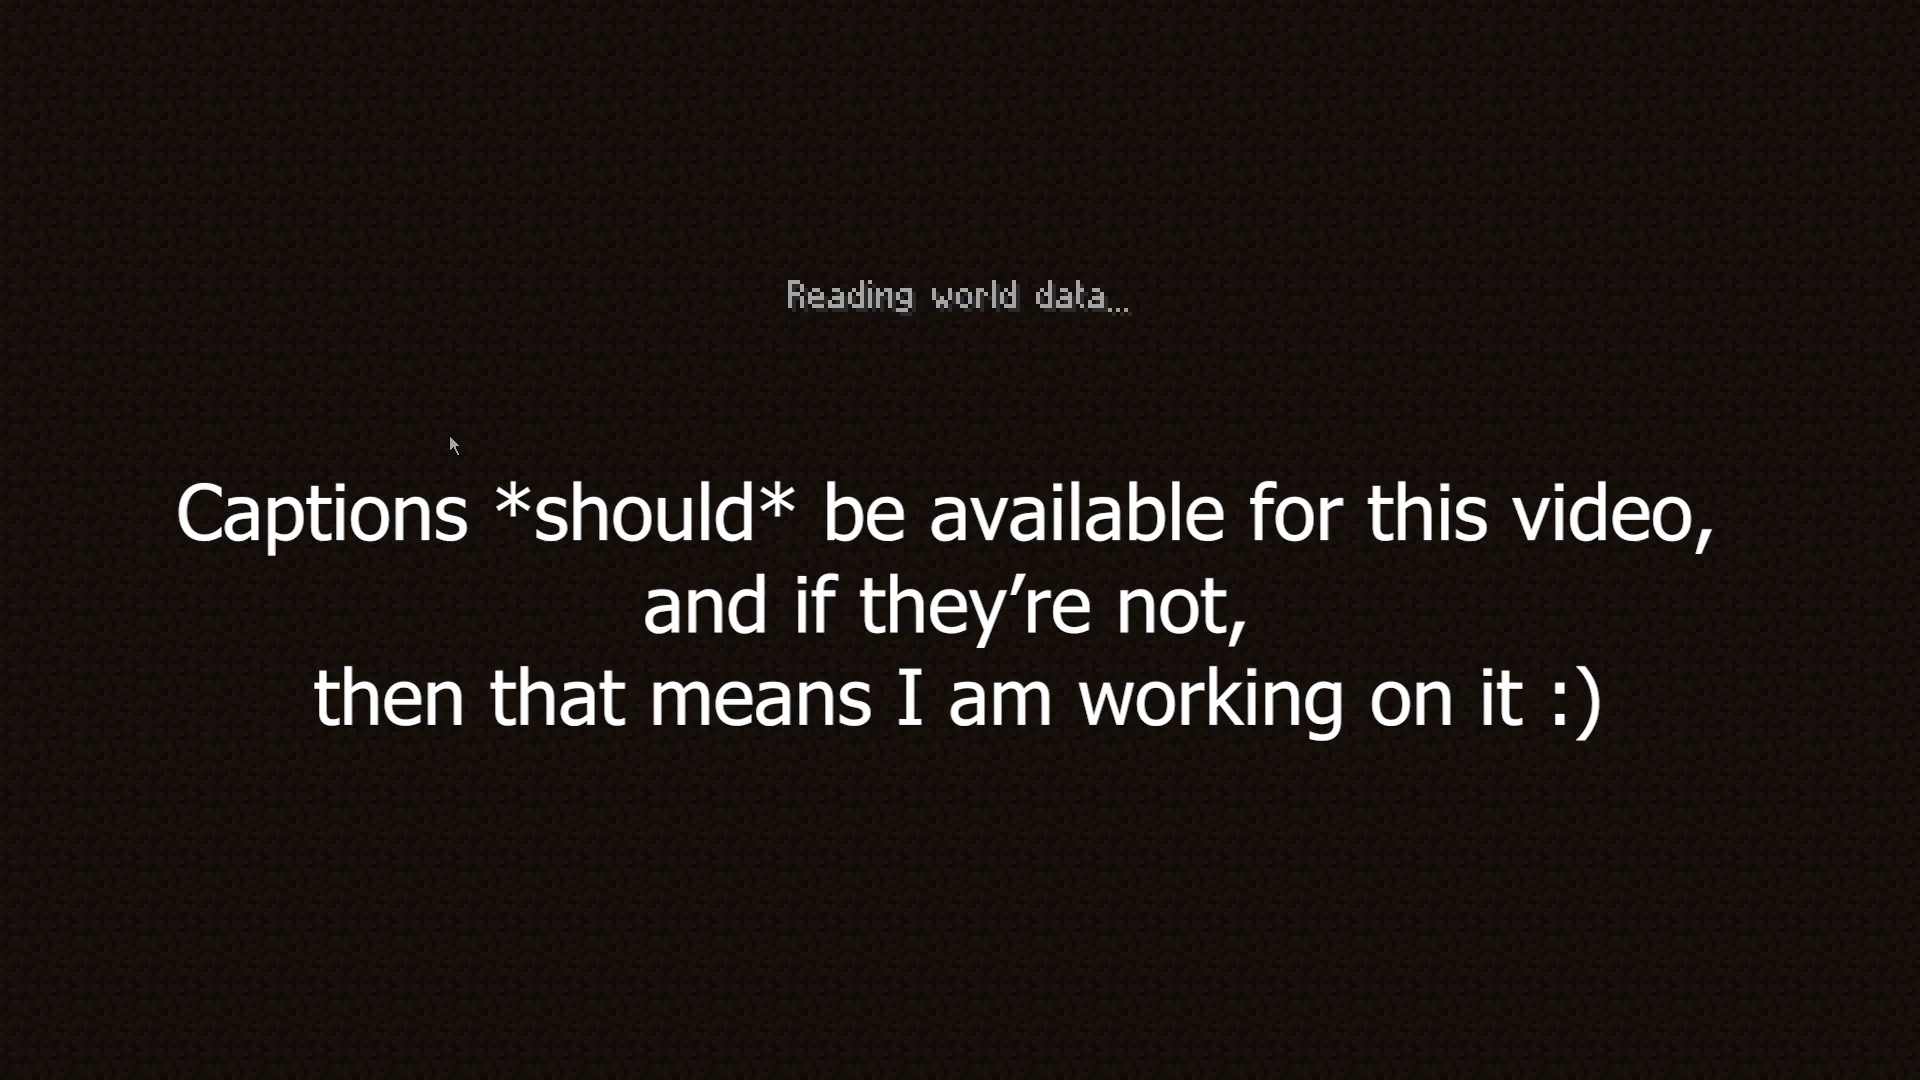 Reading world data...
Captions *should* be available for this video,
and if they’re not,
then that means I am working on it :)